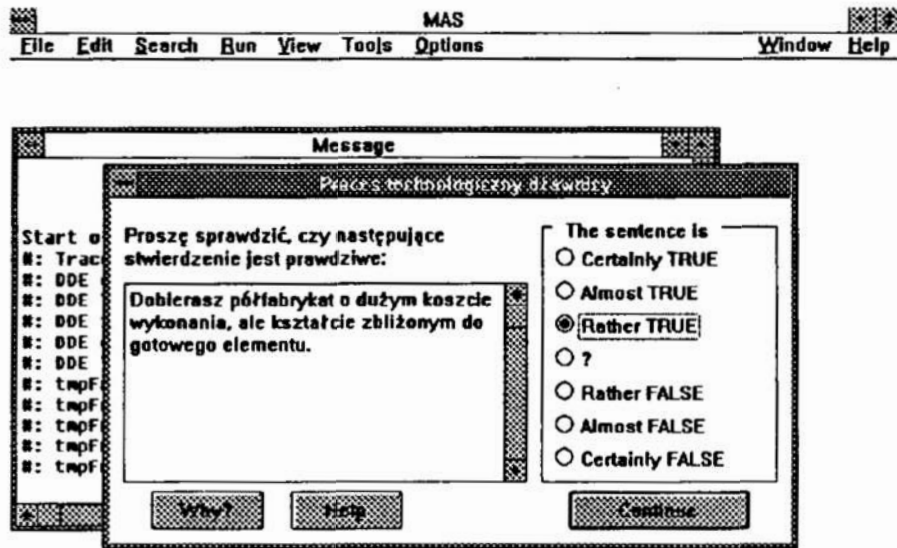 MAS
File Edit Search Run View Tools Options Window Help
Message
Proces technologiczny dławnicy
Start o
#: Trac
#: DDE
#: DDE
#: DDE
#: DDE
#: DDE
#: tmpF
#: tmpF
#: tmpF
#: tmpF
#: tmpF
Proszę sprawdzić, czy następujące
stwierdzenie jest prawdziwe:
Dobierasz półfabrykat o dużym koszcie
wykonania, ale kształcie zbliżonym do
gotowego elementu.
The sentence is
Certainly TRUE
Almost TRUE
Rather TRUE
?
Rather FALSE
Almost FALSE
Certainly FALSE
Why? Help Continue